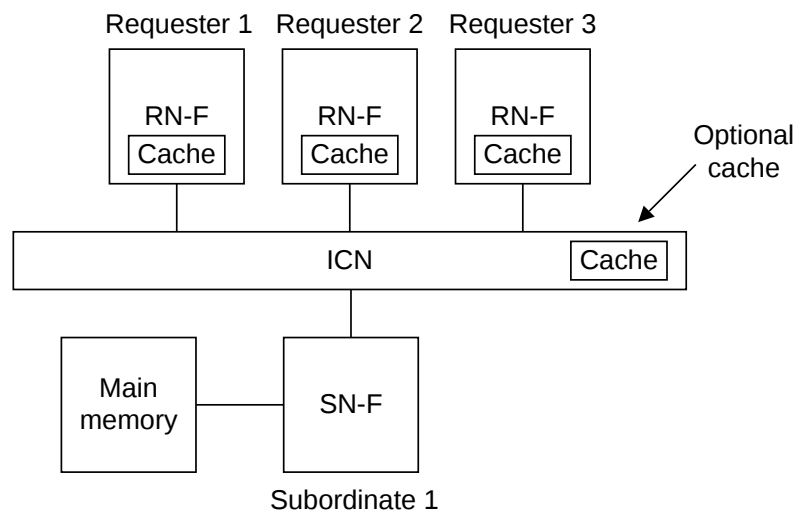 Requester 1
Requester 2
Requester 3
RN-F
Cache
RN-F
Cache
RN-F
Cache
Optional
cache
ICN
Cache
Main
memory
SN-F
Subordinate 1